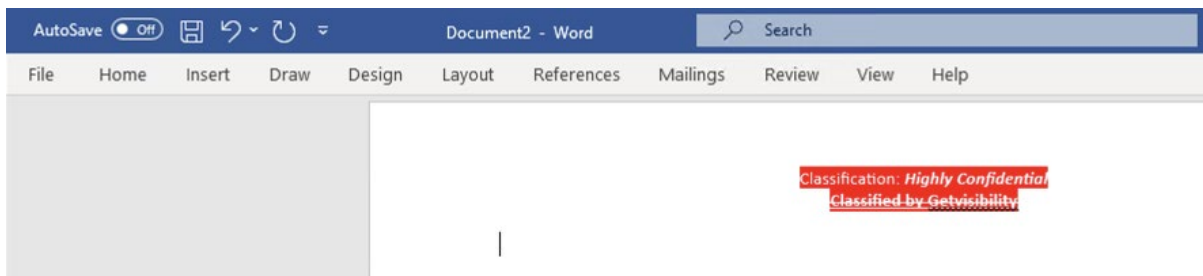 AutoSave Off Document2 - Word Search
File Home Insert Draw Design Layout References Mailings Review View Help
Classification: Highly Confidential
Classified by Getvisibility